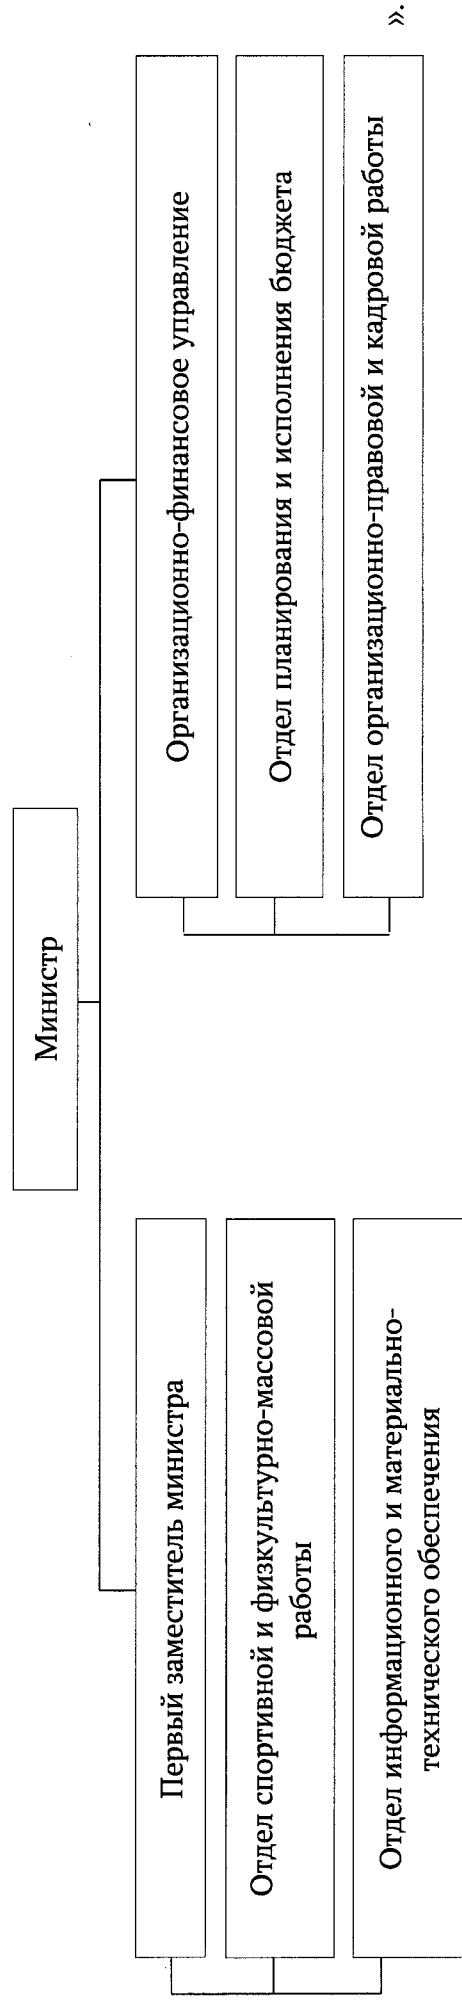 Министр
Первый заместитель министра
Отдел спортивной и физкультурно-массовой
работы
Отдел информационного и материально-
технического обеспечения
Организационно-финансовое управление
Отдел планирования и исполнения бюджета
Отдел организационно-правовой и кадровой работы
».